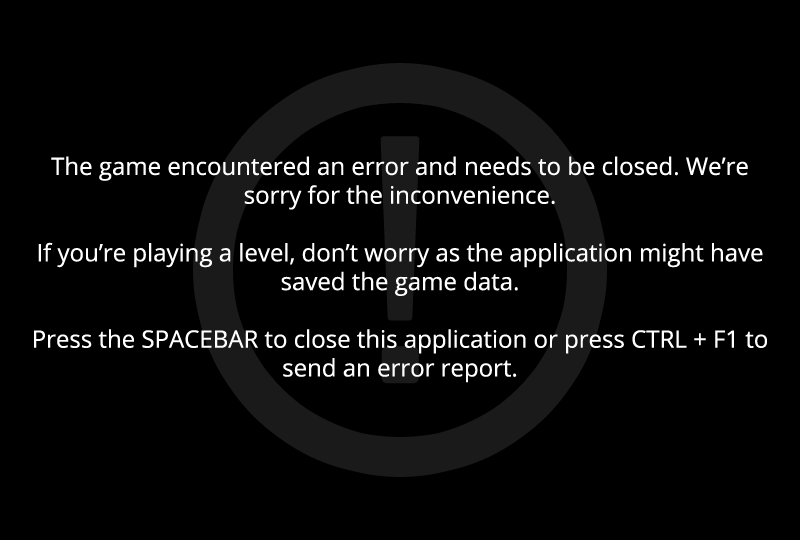 The game encountered an error and needs to be closed. We’re
sorry for the inconvenience.
If you’re playing a level, don’t worry as the application might have
saved the game data.
Press the SPACEBAR to close this application or press CTRL + F1 to
send an error report.